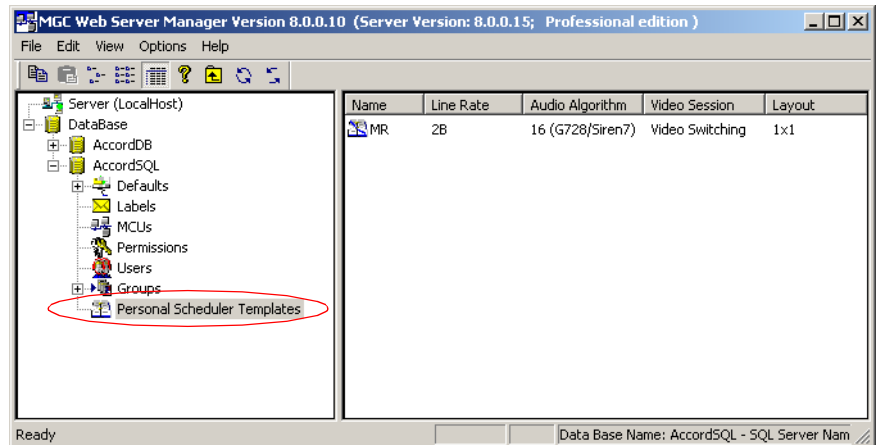 MGC Web Server Manager Version 8.0.0.10 (Server Version: 8.0.0.15; Professional edition )
File Edit View Options Help
Server (LocalHost)
DataBase
AccordDB
AccordSQL
Defaults
Labels
MCUs
Permissions
Users
Groups
Personal Scheduler Templates
Name Line Rate Audio Algorithm Video Session Layout
MR 2B 16 (G728/Siren7) Video Switching 1x1
Ready Data Base Name: AccordSQL - SQL Server Nam